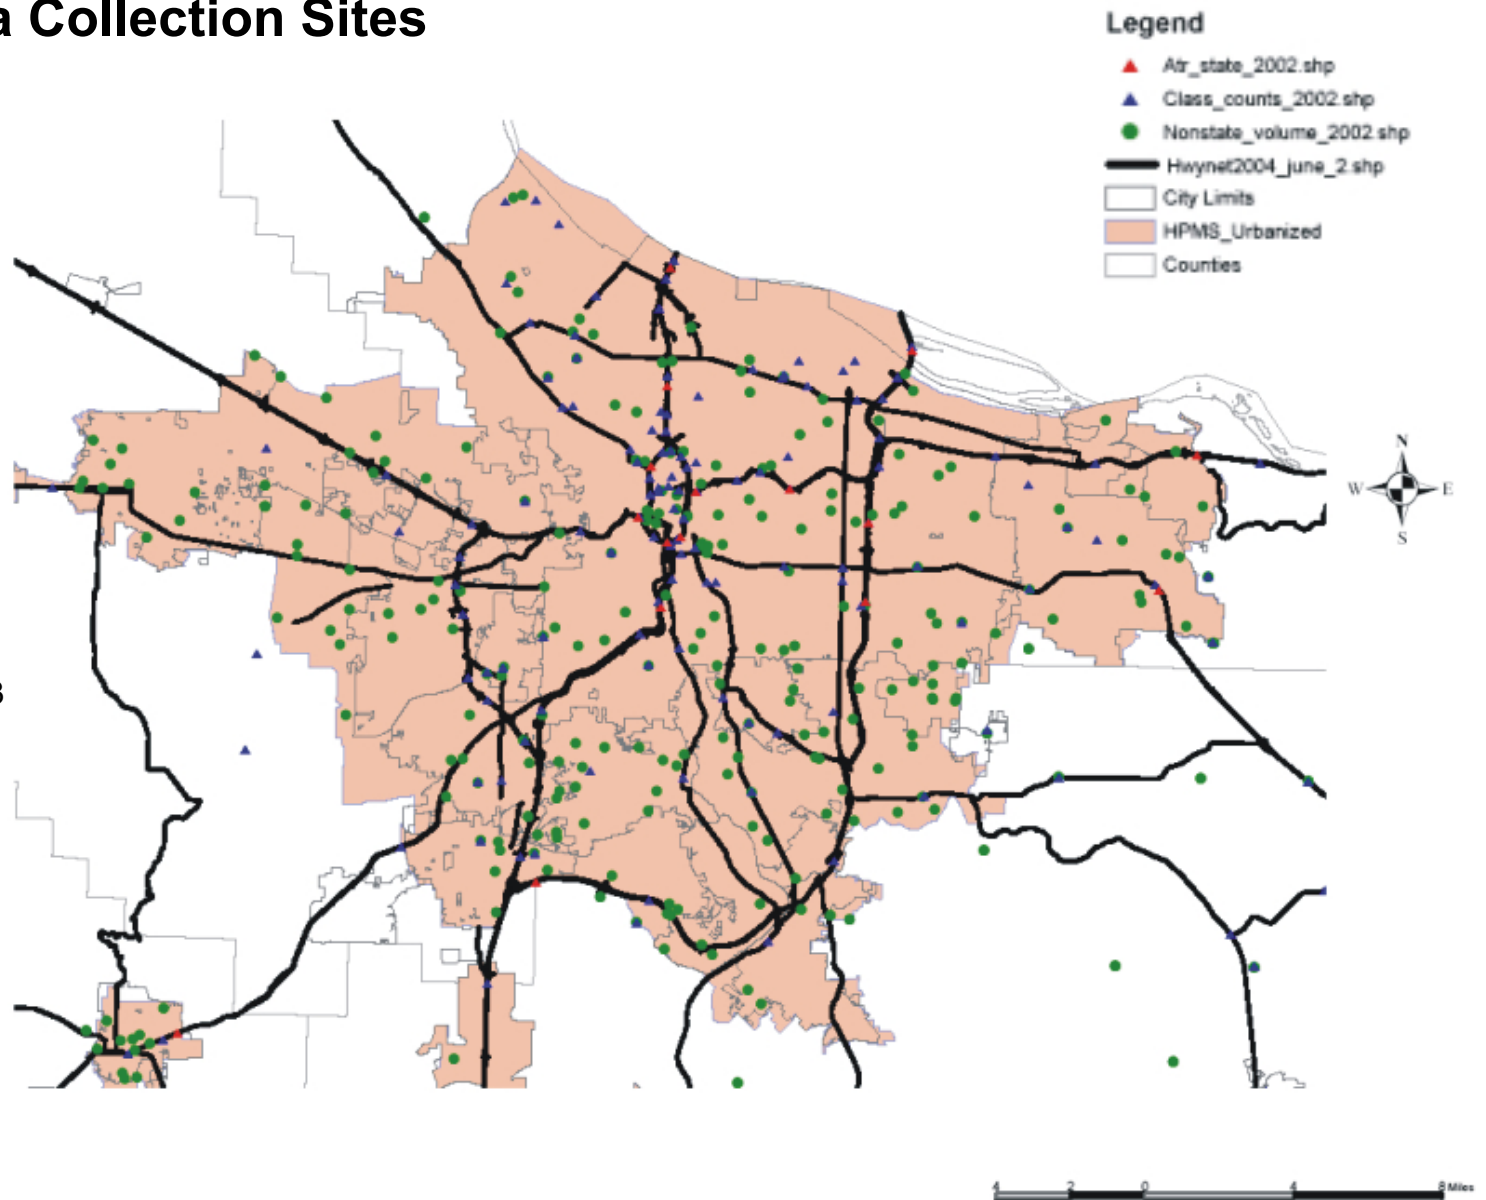 a Collection Sites
Legend
Atr_state_2002.shp
Class_counts_2002.shp
Nonstate_volume_2002.shp
Hwynet2004_june_2.shp
City Limits
HPMS_Urbanized
Counties
N
W E
S
s
4 2 0 4 8 Miles